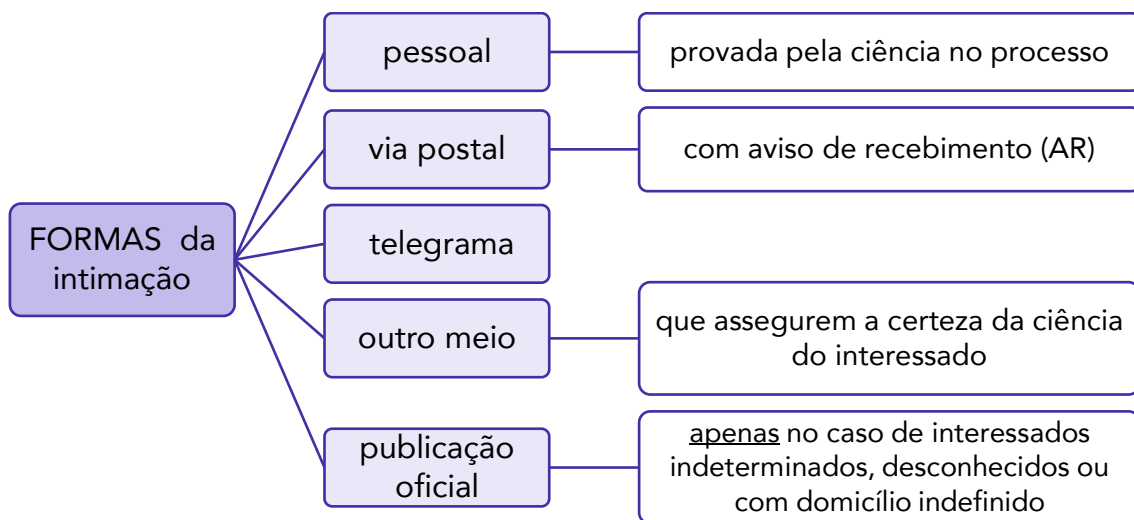 pessoal
provada pela ciência no processo
via postal
com aviso de recebimento (AR)
FORMAS da
intimação
telegrama
outro meio
que assegurem a certeza da ciência
do interessado
publicação
oficial
apenas no caso de interessados
indeterminados, desconhecidos ou
com domicílio indefinido